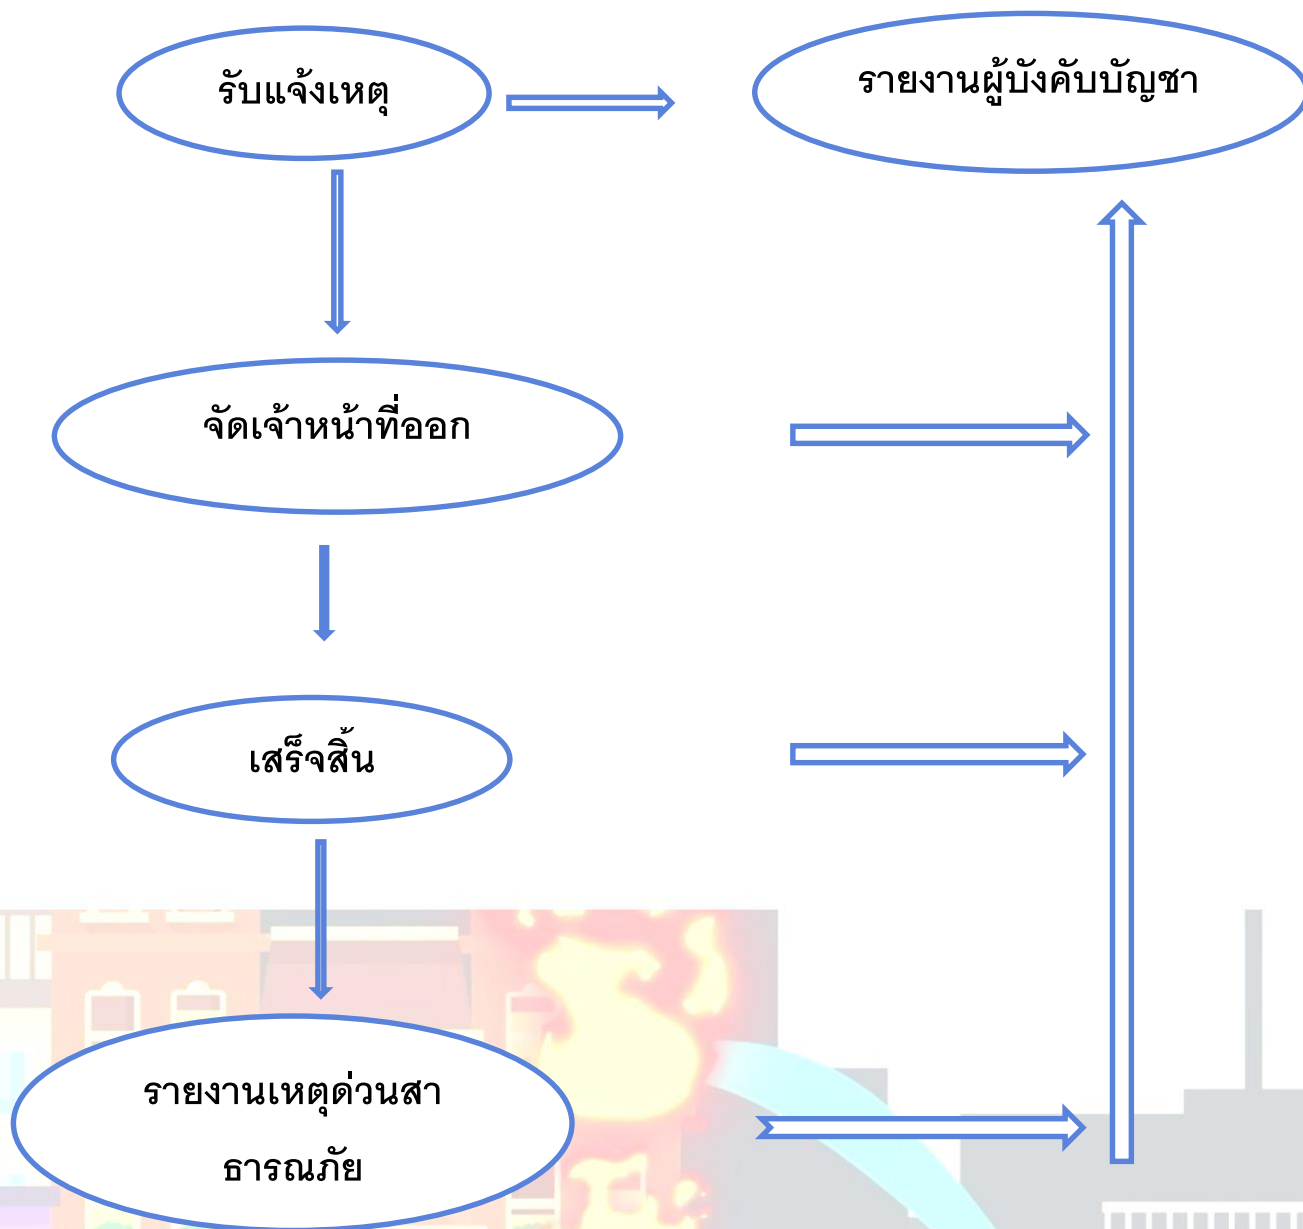 รับแจ้งเหตุ
รายงานผู้บังคับบัญชา
จัดเจ้าหน้าที่ออก
เสร็จสิ้น
รายงานเหตุด่วนสา
ธารณภัย